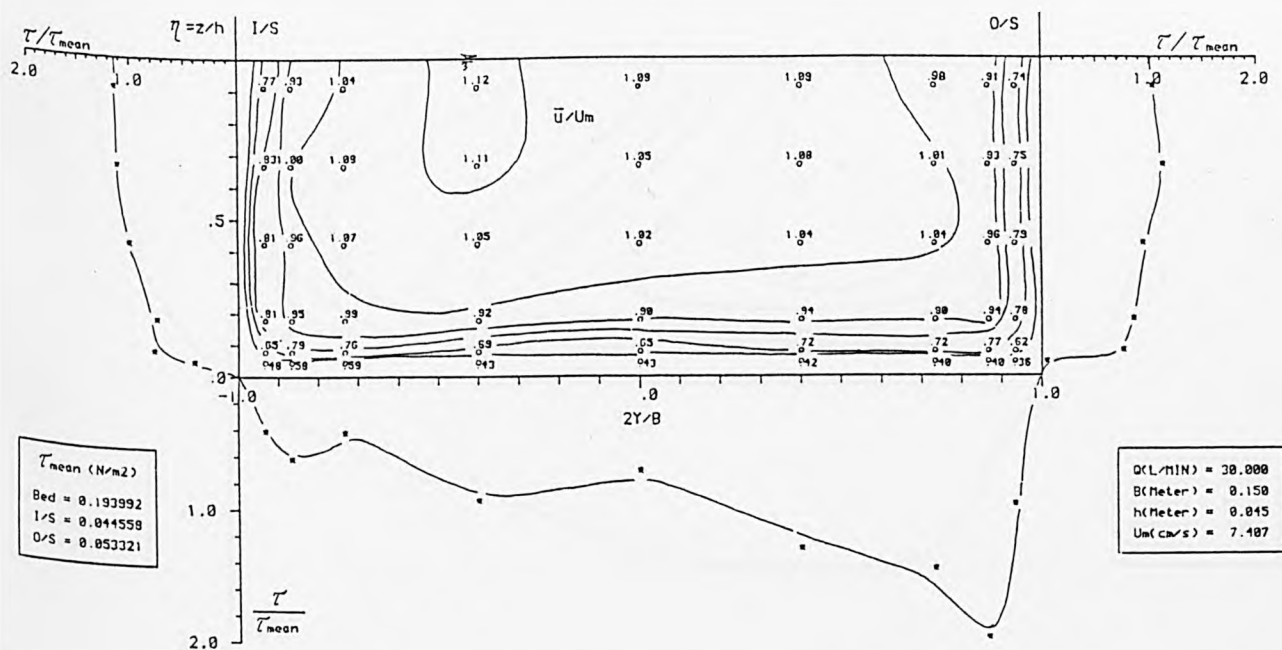 τ/τmean η =z/h I/S O/S τ/τmean
2.0 1.0 1.0 2.0
.77 .93 1.04 1.12 1.09 1.09 .98 .91 .74
ū/Um
.83 1.00 1.09 1.11 1.05 1.08 1.01 .93 .75
.5
.81 .96 1.07 1.05 1.02 1.04 1.04 .96 .73
.81 .95 .99 .92 .90 .94 .90 .94 .78
.65 .79 .76 .69 .65 .72 .72 .77 .62
.48 .58 .59 .43 .43 .42 .40 .40 .36
.0
-1.0 .0 1.0
2Y/B
τmean (N/m2)
Bed = 0.193992
I/S = 0.044558
O/S = 0.053321
Q(L/MIN) = 30.000
B(Meter) = 0.150
h(Meter) = 0.045
Um(cm/s) = 7.407
1.0
τ
τmean
2.0